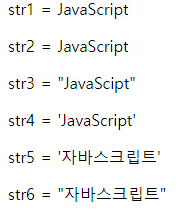 str1 = JavaScript
str2 = JavaScript
str3 = "JavaScipt"
str4 = 'JavaScript'
str5 = '자바스크립트'
str6 = "자바스크립트"